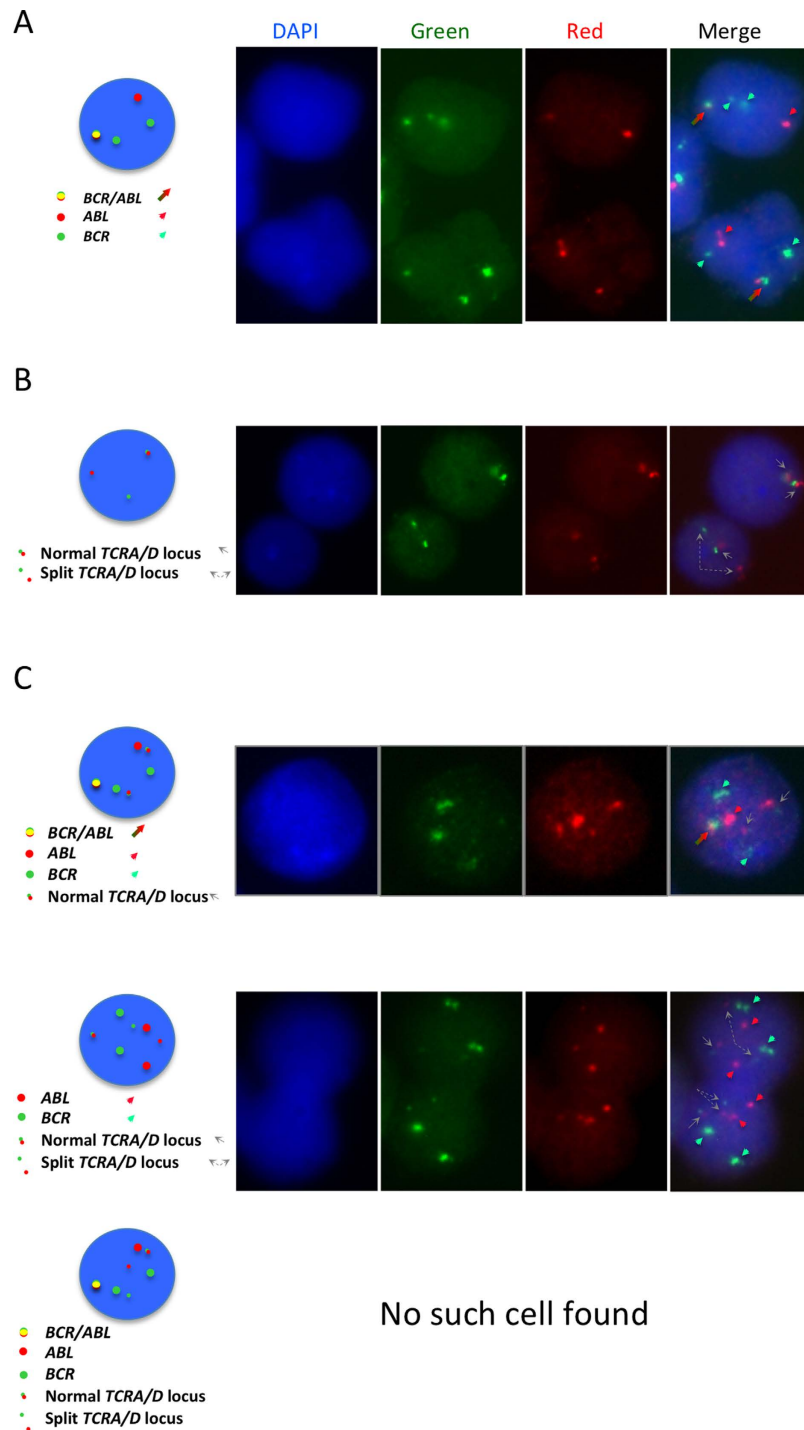 A
DAPI Green Red Merge
BCR/ABL
ABL
BCR
B
Normal TCRA/D locus
Split TCRA/D locus
C
BCR/ABL
ABL
BCR
Normal TCRA/D locus
ABL
BCR
Normal TCRA/D locus
Split TCRA/D locus
No such cell found
BCR/ABL
ABL
BCR
Normal TCRA/D locus
Split TCRA/D locus